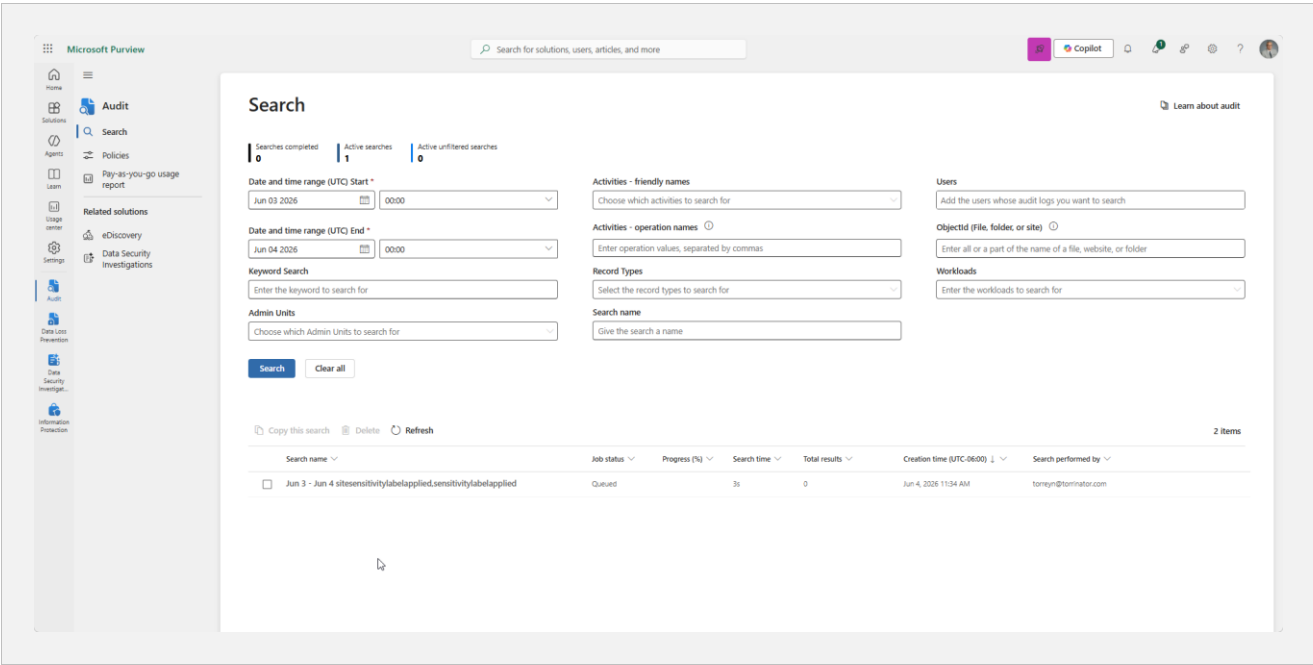 Microsoft Purview
Search for solutions, users, articles, and more
Copilot
1
?
Home
Solutions
Agents
Learn
Usage center
Settings
Audit
Data Loss Prevention
Data Security Investigat...
Information Protection
Audit
Search
Policies
Pay-as-you-go usage report
Related solutions
eDiscovery
Data Security Investigations
Search
Learn about audit
Searches completed
0
Active searches
1
Active unfiltered searches
0
Date and time range (UTC) Start *
Jun 03 2026
00:00
Activities - friendly names
Choose which activities to search for
Users
Add the users whose audit logs you want to search
Date and time range (UTC) End *
Jun 04 2026
00:00
Activities - operation names
Enter operation values, separated by commas
ObjectId (File, folder, or site)
Enter all or a part of the name of a file, website, or folder
Keyword Search
Enter the keyword to search for
Record Types
Select the record types to search for
Workloads
Enter the workloads to search for
Admin Units
Choose which Admin Units to search for
Search name
Give the search a name
Search
Clear all
Copy this search
Delete
Refresh
2 items
Search name
Job status
Progress (%)
Search time
Total results
Creation time (UTC-06:00) ↓
Search performed by
Jun 3 - Jun 4 sitesensitivitylabelapplied,sensitivitylabelapplied
Queued
3s
0
Jun 4, 2026 11:34 AM
torreyn@torrinator.com